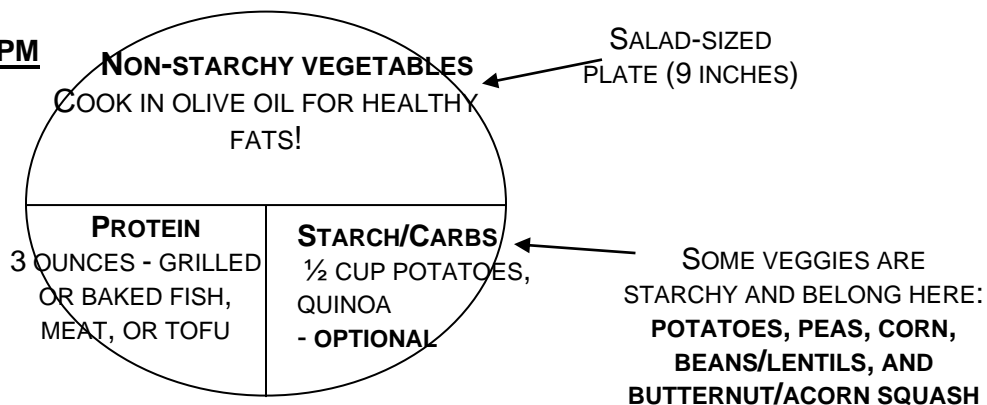 PM
NON-STARCHY VEGETABLES
COOK IN OLIVE OIL FOR HEALTHY
FATS!
SALAD-SIZED
PLATE (9 INCHES)
PROTEIN
3 OUNCES - GRILLED
OR BAKED FISH,
MEAT, OR TOFU
STARCH/CARBS
½ CUP POTATOES,
QUINOA
- OPTIONAL
SOME VEGGIES ARE
STARCHY AND BELONG HERE:
POTATOES, PEAS, CORN,
BEANS/LENTILS, AND
BUTTERNUT/ACORN SQUASH